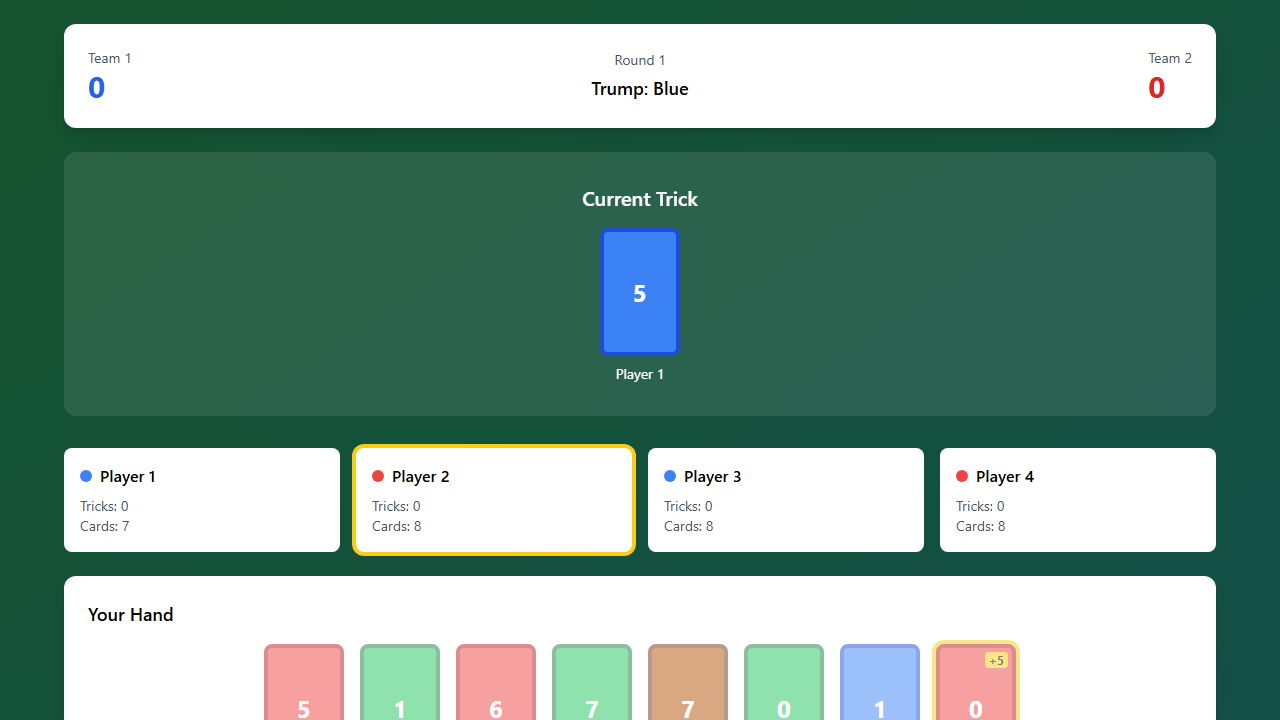 Team 1
0
Round 1
Trump: Blue
Team 2
0
Current Trick
5
Player 1
Player 1
Tricks: 0
Cards: 7
Player 2
Tricks: 0
Cards: 8
Player 3
Tricks: 0
Cards: 8
Player 4
Tricks: 0
Cards: 8
Your Hand
+5
5 1 6 7 7 0 1 0